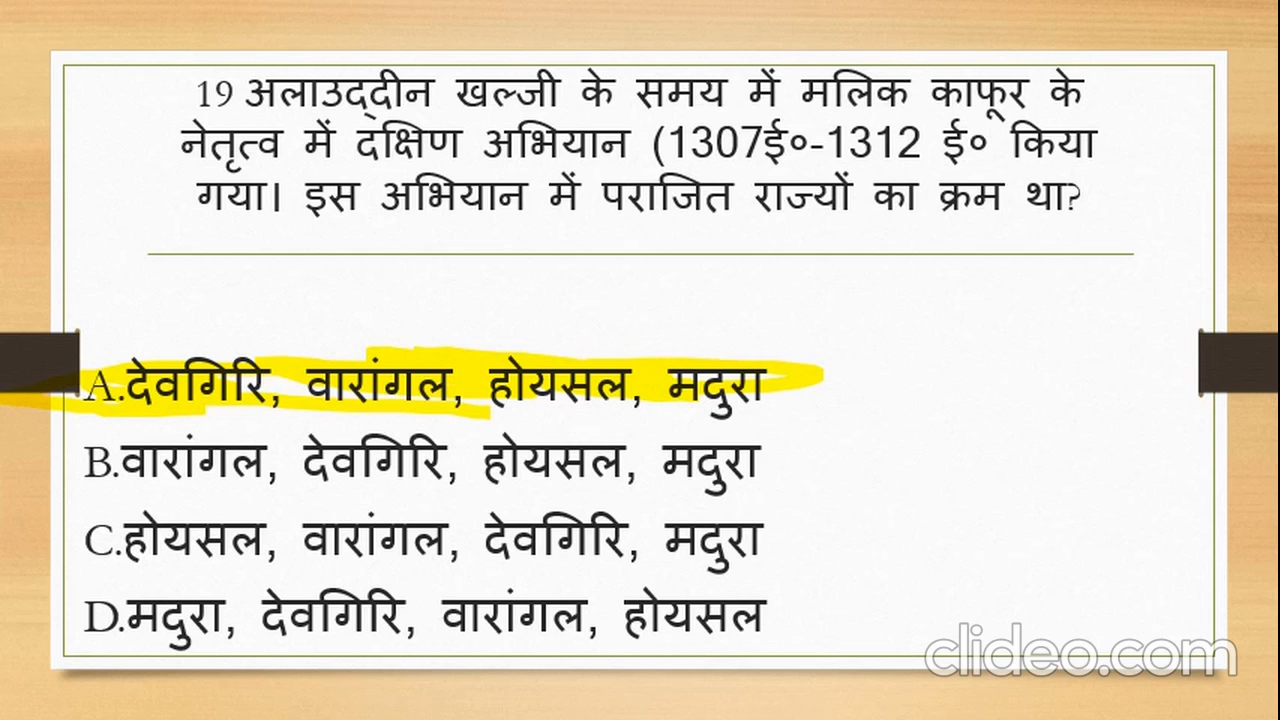 19 अलाउद्दीन खल्जी के समय में मलिक काफूर के
नेतृत्व में दक्षिण अभियान (1307ई०-1312 ई० किया
गया। इस अभियान में पराजित राज्यों का क्रम था?
A.देवगिरि, वारांगल, होयसल, मदुरा
B.वारांगल, देवगिरि, होयसल, मदुरा
C.होयसल, वारांगल, देवगिरि, मदुरा
D.मदुरा, देवगिरि, वारांगल, होयसल
clideo.com